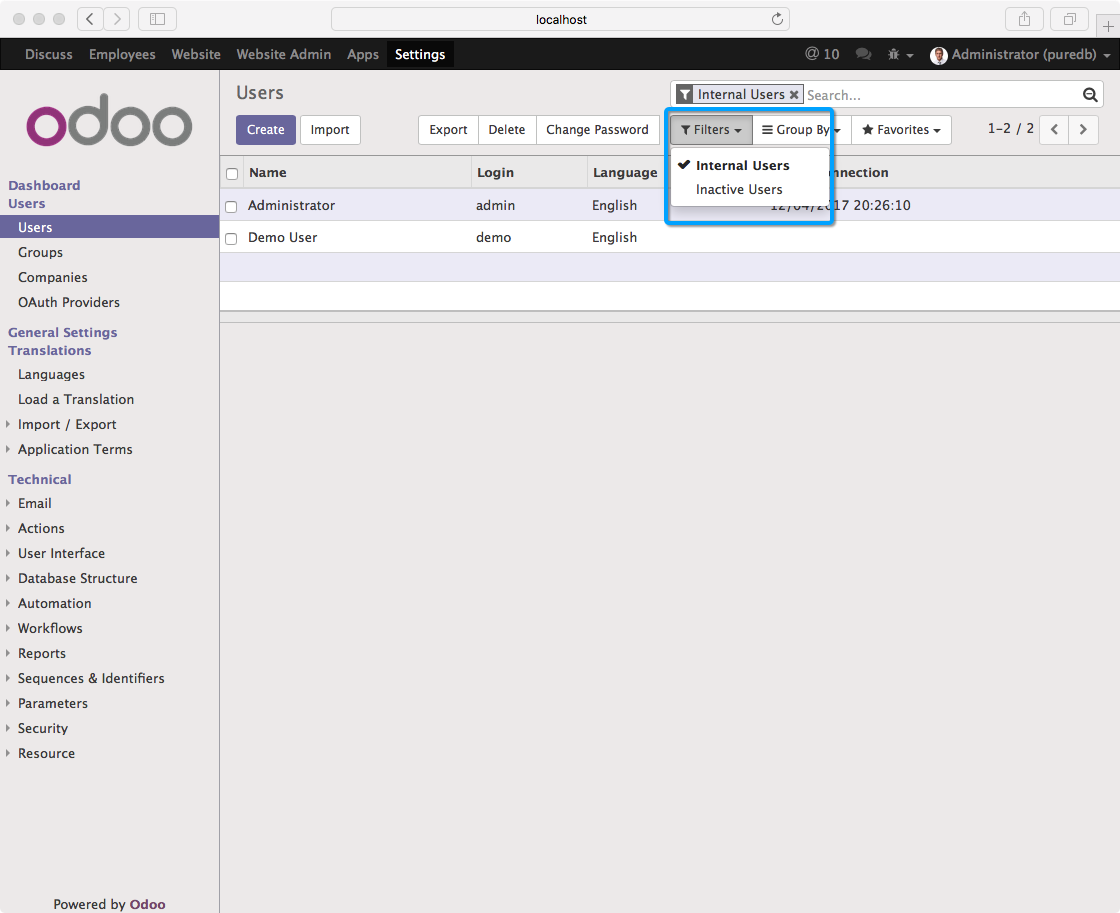 localhost
Discuss Employees Website Website Admin Apps Settings @ 10 Administrator (puredb)
odoo
Users
Internal Users Search...
Create Import Export Delete Change Password Filters Group By Favorites 1-2 / 2
Internal Users
Inactive Users
Name Login Language nnection
Administrator admin English 12/04/2017 20:26:10
Demo User demo English
Dashboard
Users
Users
Groups
Companies
OAuth Providers
General Settings
Translations
Languages
Load a Translation
Import / Export
Application Terms
Technical
Email
Actions
User Interface
Database Structure
Automation
Workflows
Reports
Sequences & Identifiers
Parameters
Security
Resource
Powered by Odoo